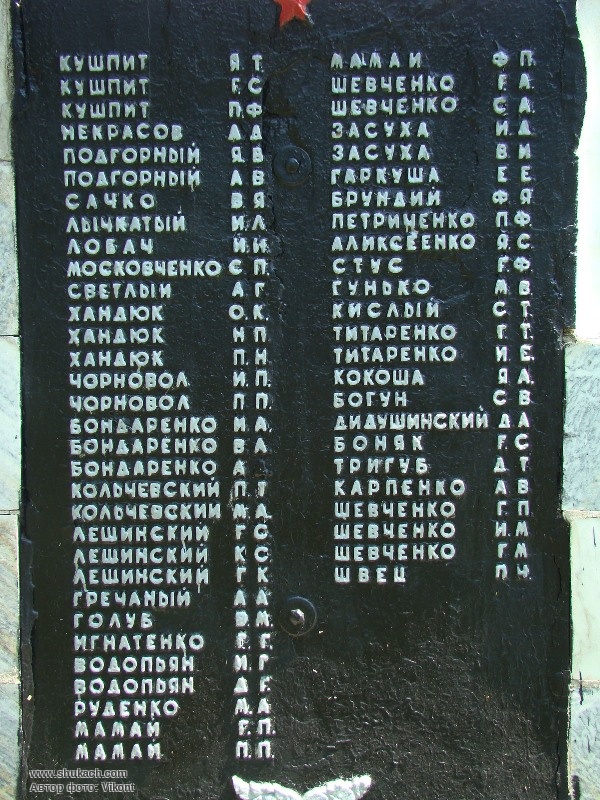 КУШПИТ Я.Т.
КУШПИТ Г.С
КУШПИТ П.Ф
НЕКРАСОВ А Д
ПОДГОРНЫЙ Я В
ПОДГОРНЫЙ А В
САЧКО В Я
ЛЫЧКАТЫЙ И Л
ЛОБАЧ И.И.
МОСКОВЧЕНКО С П.
СВЕТЛЫЙ А Г
ХАНДЮК О.К.
ХАНДЮК Н П.
ХАНДЮК П.Н
ЧОРНОВОЛ И.П.
ЧОРНОВОЛ П П.
БОНДАРЕНКО И.А.
БОНДАРЕНКО В А.
БОНДАРЕНКО А
КОЛЬЧЕВСКИЙ П.Т
КОЛЬЧЕВСКИЙ М.А.
ЛЕШИНСКИЙ Г С
ЛЕШИНСКИЙ К С
ЛЕШИНСКИЙ Г К
ГРЕЧАНЫЙ А А
ГОЛУБ В М.
ИГНАТЕНКО Г. Г.
ВОДОПЬЯН И.Г
ВОДОПЬЯН Д Г.
РУДЕНКО М.А
МАМАЙ Г.П.
МАМАЙ П.П.
МАМАЙ Ф П.
ШЕВЧЕНКО Г.А.
ШЕВЧЕНКО С А
ЗАСУХА И.Д
ЗАСУХА В И
ГАРКУША Е Е.
БРУНДИЙ Ф Я
ПЕТРИЧЕНКО П.Ф
АЛИКСЕЕНКО Я.С.
СТУС Г.Ф
ГУНЬКО М.В
КИСЛЫЙ С Т.
ТИТАРЕНКО Г.Т.
ТИТАРЕНКО И.Е.
КОКОША Я А.
БОГУН С В
ДИДУШИНСКИЙ Д А
БОНЯК Г.С
ТРИГУБ Д Т.
КАРПЕНКО А В
ШЕВЧЕНКО Г.П
ШЕВЧЕНКО И.М
ШЕВЧЕНКО Г М
ШВЕЦ П Ч.
www.shukach.com
Автор фото: Vikont